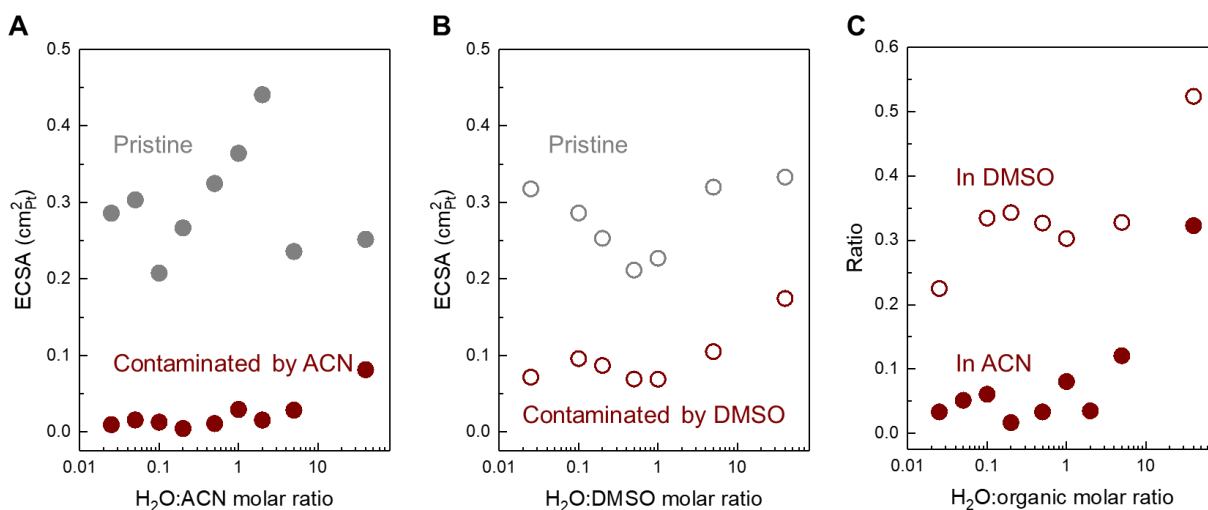 A
0.5
0.4
0.3
0.2
0.1
0.0
ECSA (cm²Pt)
Pristine
Contaminated by ACN
0.01
0.1
1
10
H₂O:ACN molar ratio
B
0.5
0.4
0.3
0.2
0.1
0.0
ECSA (cm²Pt)
Pristine
Contaminated by DMSO
0.01
0.1
1
10
H₂O:DMSO molar ratio
C
0.6
0.5
0.4
0.3
0.2
0.1
0.0
Ratio
In DMSO
In ACN
0.01
0.1
1
10
H₂O:organic molar ratio